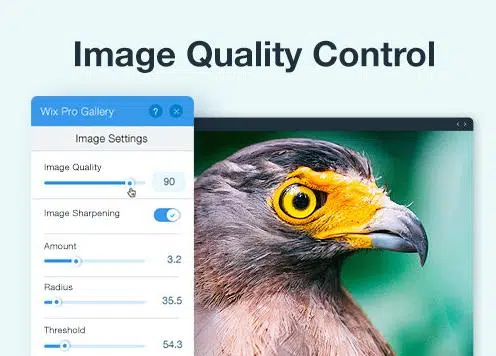 Image Quality Control
Wix Pro Gallery ?
Image Settings
Image Quality
90
Image Sharpening
Amount
3.2
Radius
35.5
Threshold
54.3